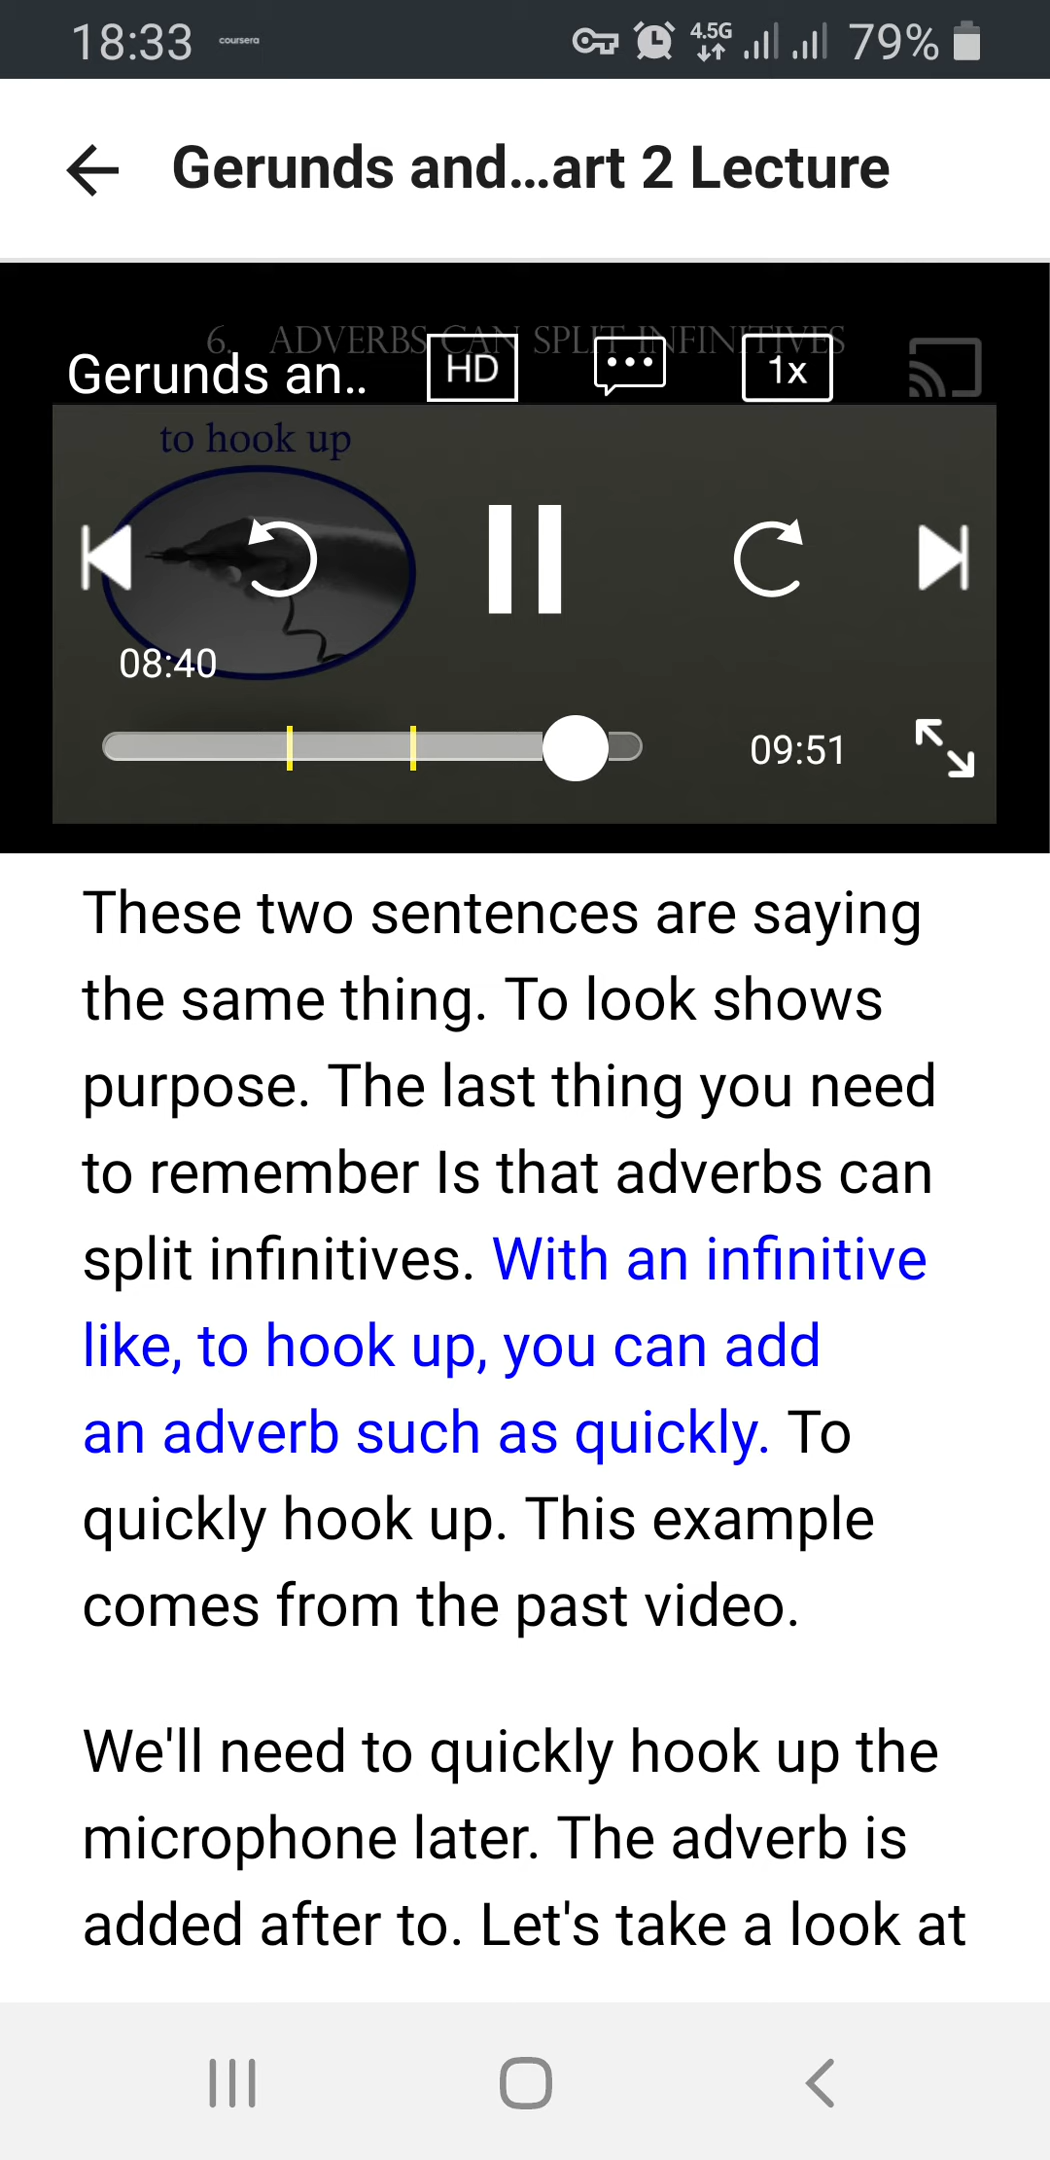 18:33 coursera 4.5G 79%
Gerunds and...art 2 Lecture
6. ADVERBS CAN SPLIT INFINITIVES
Gerunds an.. HD 1x
to hook up
08:40
09:51
These two sentences are saying
the same thing. To look shows
purpose. The last thing you need
to remember Is that adverbs can
split infinitives. With an infinitive
like, to hook up, you can add
an adverb such as quickly. To
quickly hook up. This example
comes from the past video.
We'll need to quickly hook up the
microphone later. The adverb is
added after to. Let's take a look at